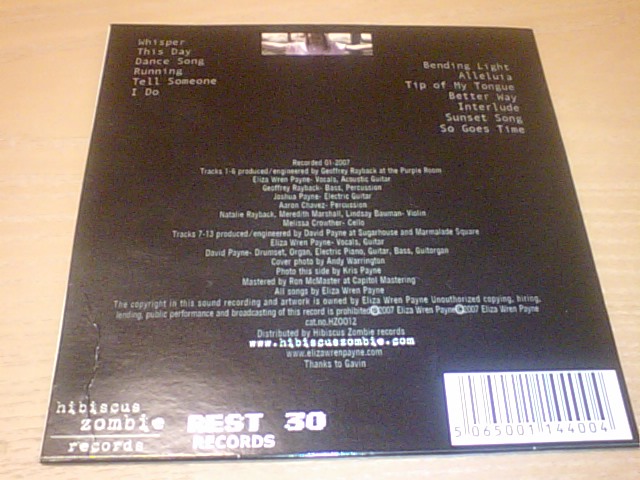 Whisper
This Day
Dance Song
Running
Tell Someone
I Do
Bending Light
Alleluia
Tip of My Tongue
Better Way
Interlude
Sunset Song
So Goes Time
Recorded 01-2007
Tracks 1-6 produced/engineered by Geoffrey Rayback at the Purple Room
Eliza Wren Payne- Vocals, Acoustic Guitar
Geoffrey Rayback- Bass, Percussion
Joshua Payne- Electric Guitar
Aaron Chavez- Percussion
Natalie Rayback, Meredith Marshall, Lindsay Bauman- Violin
Melissa Crowther- Cello
Tracks 7-13 produced/engineered by David Payne at Sugarhouse and Marmalade Square
Eliza Wren Payne- Vocals, Guitar
David Payne- Drumset, Organ, Electric Piano, Guitar, Bass, Guitorgan
Cover photo by Andy Warrington
Photo this side by Kris Payne
Mastered by Ron McMaster at Capitol Mastering
All songs by Eliza Wren Payne
The copyright in this sound recording and artwork is owned by Eliza Wren Payne Unauthorized copying, hiring,
lending, public performance and broadcasting of this record is prohibited ℗2007 Eliza Wren Payne ©2007 Eliza Wren Payne
cat.no.HZ0012
Distributed by Hibiscus Zombie records
www.hibiscuszombie.com
www.elizawrenpayne.com
Thanks to Gavin
hibiscus
zombie
records
REST 30
RECORDS
5 065001 144004